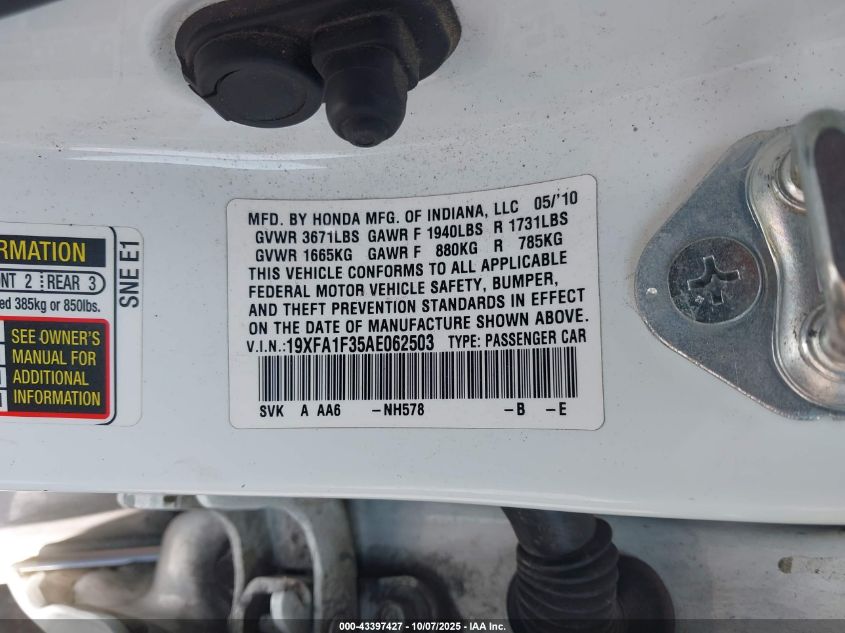 MFD. BY HONDA MFG. OF INDIANA, LLC 05/'10
GVWR 3671LBS GAWR F 1940LBS R 1731LBS
GVWR 1665KG GAWR F 880KG R 785KG
THIS VEHICLE CONFORMS TO ALL APPLICABLE
FEDERAL MOTOR VEHICLE SAFETY, BUMPER,
AND THEFT PREVENTION STANDARDS IN EFFECT
ON THE DATE OF MANUFACTURE SHOWN ABOVE.
V.I.N.:19XFA1F35AE062503 TYPE: PASSENGER CAR
SVK A AA6 -NH578 -B -E
2 REAR 3
385kg or 850lbs.
SEE OWNER'S
MANUAL FOR
ADDITIONAL
INFORMATION
SNE E1
000-43397427 - 10/07/2025 - IAA, Inc.